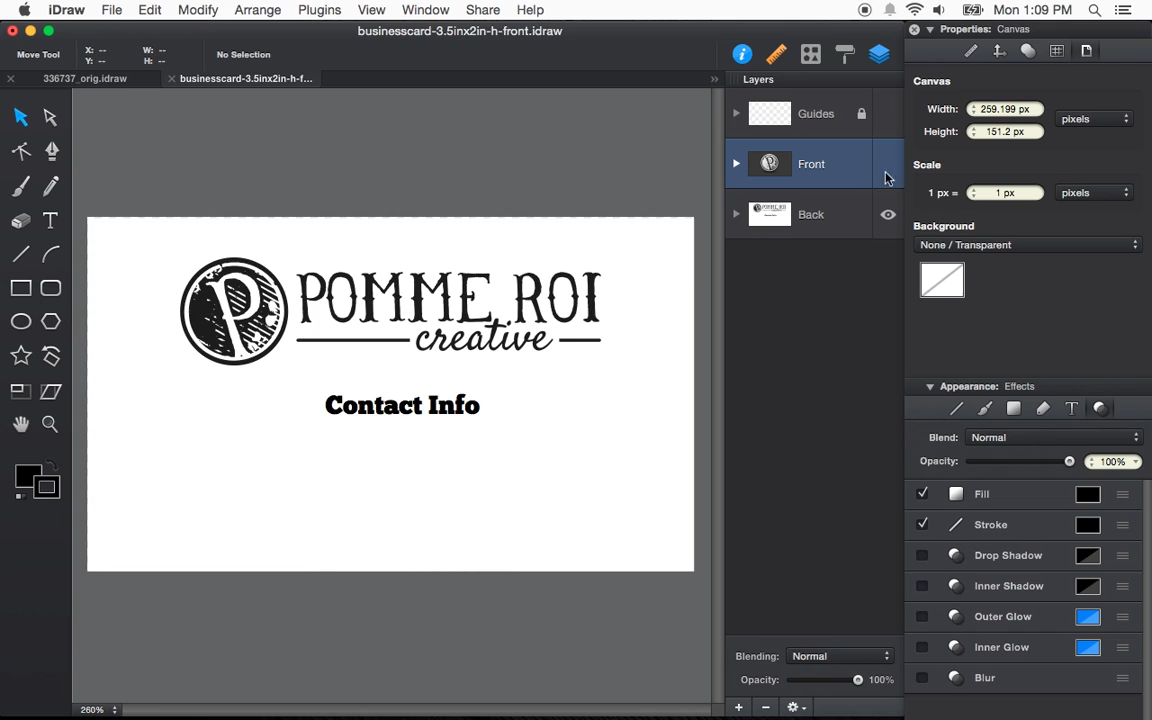 iDraw File Edit Modify Arrange Plugins View Window Share Help Mon 1:09 PM
businesscard-3.5inx2in-h-front.idraw
Move Tool X: -- W: -- No Selection
Y: -- H: --
336737_orig.draw businesscard-3.5inx2in-h-f...
Layers
Guides
Front
Back
POMME ROI
creative
Contact Info
P
Blending: Normal
Opacity: 100%
260%
Properties: Canvas
Canvas
Width: 259.199 px pixels
Height: 151.2 px
Scale
1 px = 1 px pixels
Background
None / Transparent
Appearance: Effects
Blend: Normal
Opacity: 100%
Fill
Stroke
Drop Shadow
Inner Shadow
Outer Glow
Inner Glow
Blur